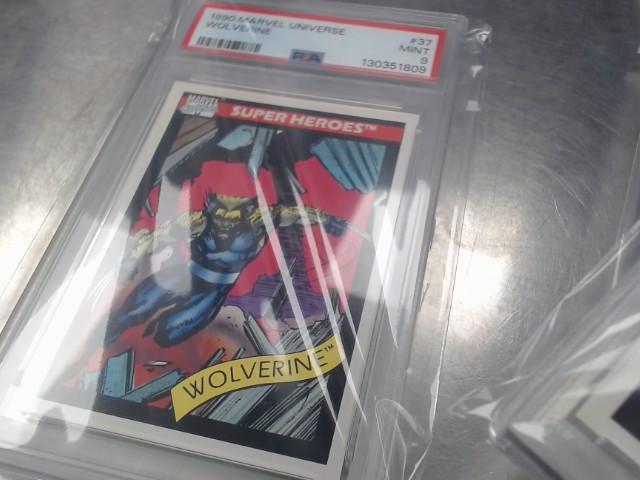 1990 MARVEL UNIVERSE #37
WOLVERINE MINT
9
PSA 130351809
MARVEL
SUPER HEROES™
WOLVERINE™